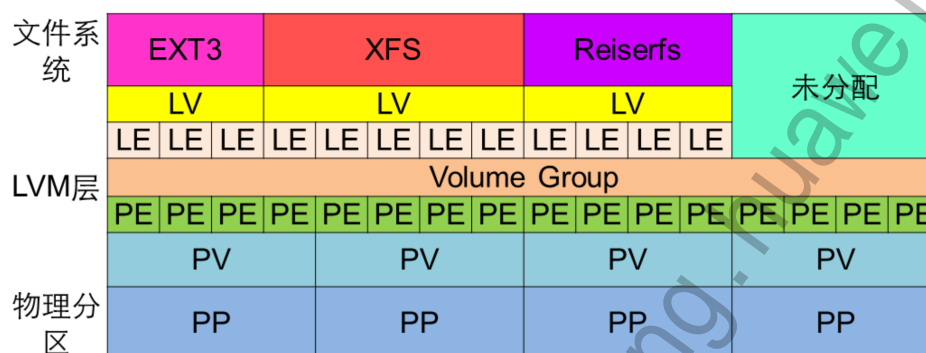 文件系统
EXT3 XFS Reiserfs 未分配
LV LV LV
LE LE LE LE LE LE LE LE LE LE LE LE
LVM层
Volume Group
PE PE PE PE PE PE PE PE PE PE PE PE PE PE PE PE
PV PV PV PV
物理分区
PP PP PP PP